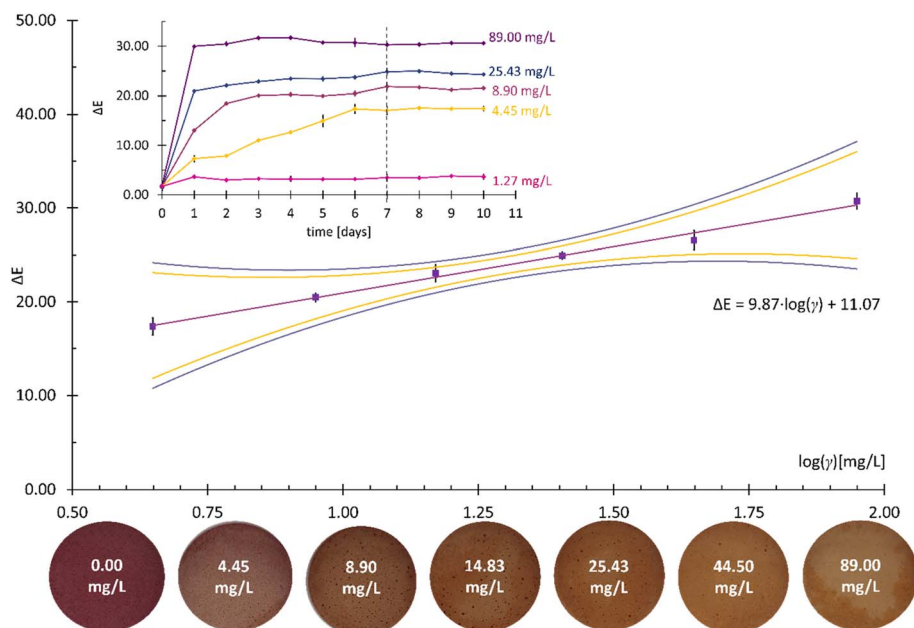 50.00
40.00
30.00
20.00
10.00
0.00
ΔE
30.00
20.00
10.00
0.00
ΔE
89.00 mg/L
25.43 mg/L
8.90 mg/L
4.45 mg/L
1.27 mg/L
0 1 2 3 4 5 6 7 8 9 10 11
time [days]
ΔE = 9.87·log(γ) + 11.07
log(γ)[mg/L]
0.50 0.75 1.00 1.25 1.50 1.75 2.00
0.00
mg/L
4.45
mg/L
8.90
mg/L
14.83
mg/L
25.43
mg/L
44.50
mg/L
89.00
mg/L